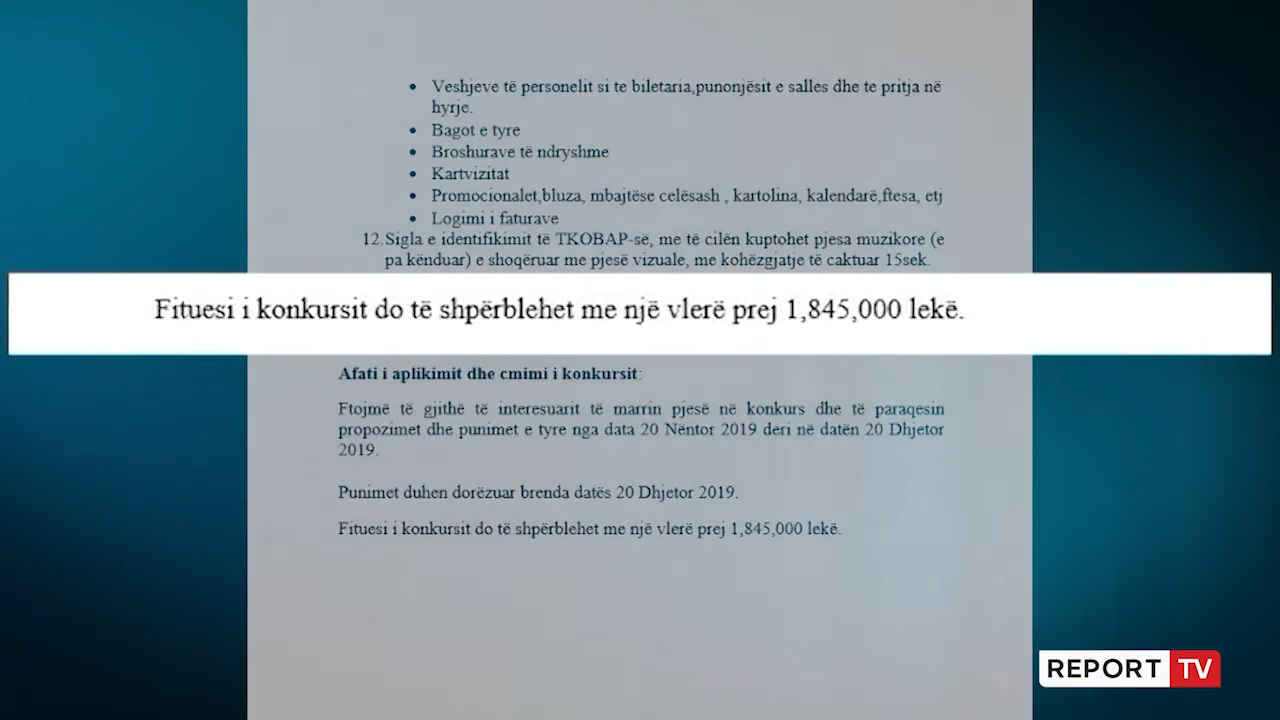 • Veshjeve të personelit si te biletaria,punonjësit e salles dhe te pritja në
hyrje.
• Bagot e tyre
• Broshurave të ndryshme
• Kartvizitat
• Promocionalet,bluza, mbajtëse celësash , kartolina, kalendarë,ftesa, etj
• Logimi i faturave
12. Sigla e identifikimit të TKOBAP-së, me të cilën kuptohet pjesa muzikore (e
pa kënduar) e shoqëruar me pjesë vizuale, me kohëzgjatje të caktuar 15sek.
Fituesi i konkursit do të shpërblehet me një vlerë prej 1,845,000 lekë.
Afati i aplikimit dhe cmimi i konkursit:
Ftojmë të gjithë të interesuarit të marrin pjesë në konkurs dhe të paraqesin
propozimet dhe punimet e tyre nga data 20 Nëntor 2019 deri në datën 20 Dhjetor
2019.
Punimet duhen dorëzuar brenda datës 20 Dhjetor 2019.
Fituesi i konkursit do të shpërblehet me një vlerë prej 1,845,000 lekë.
REPORT TV